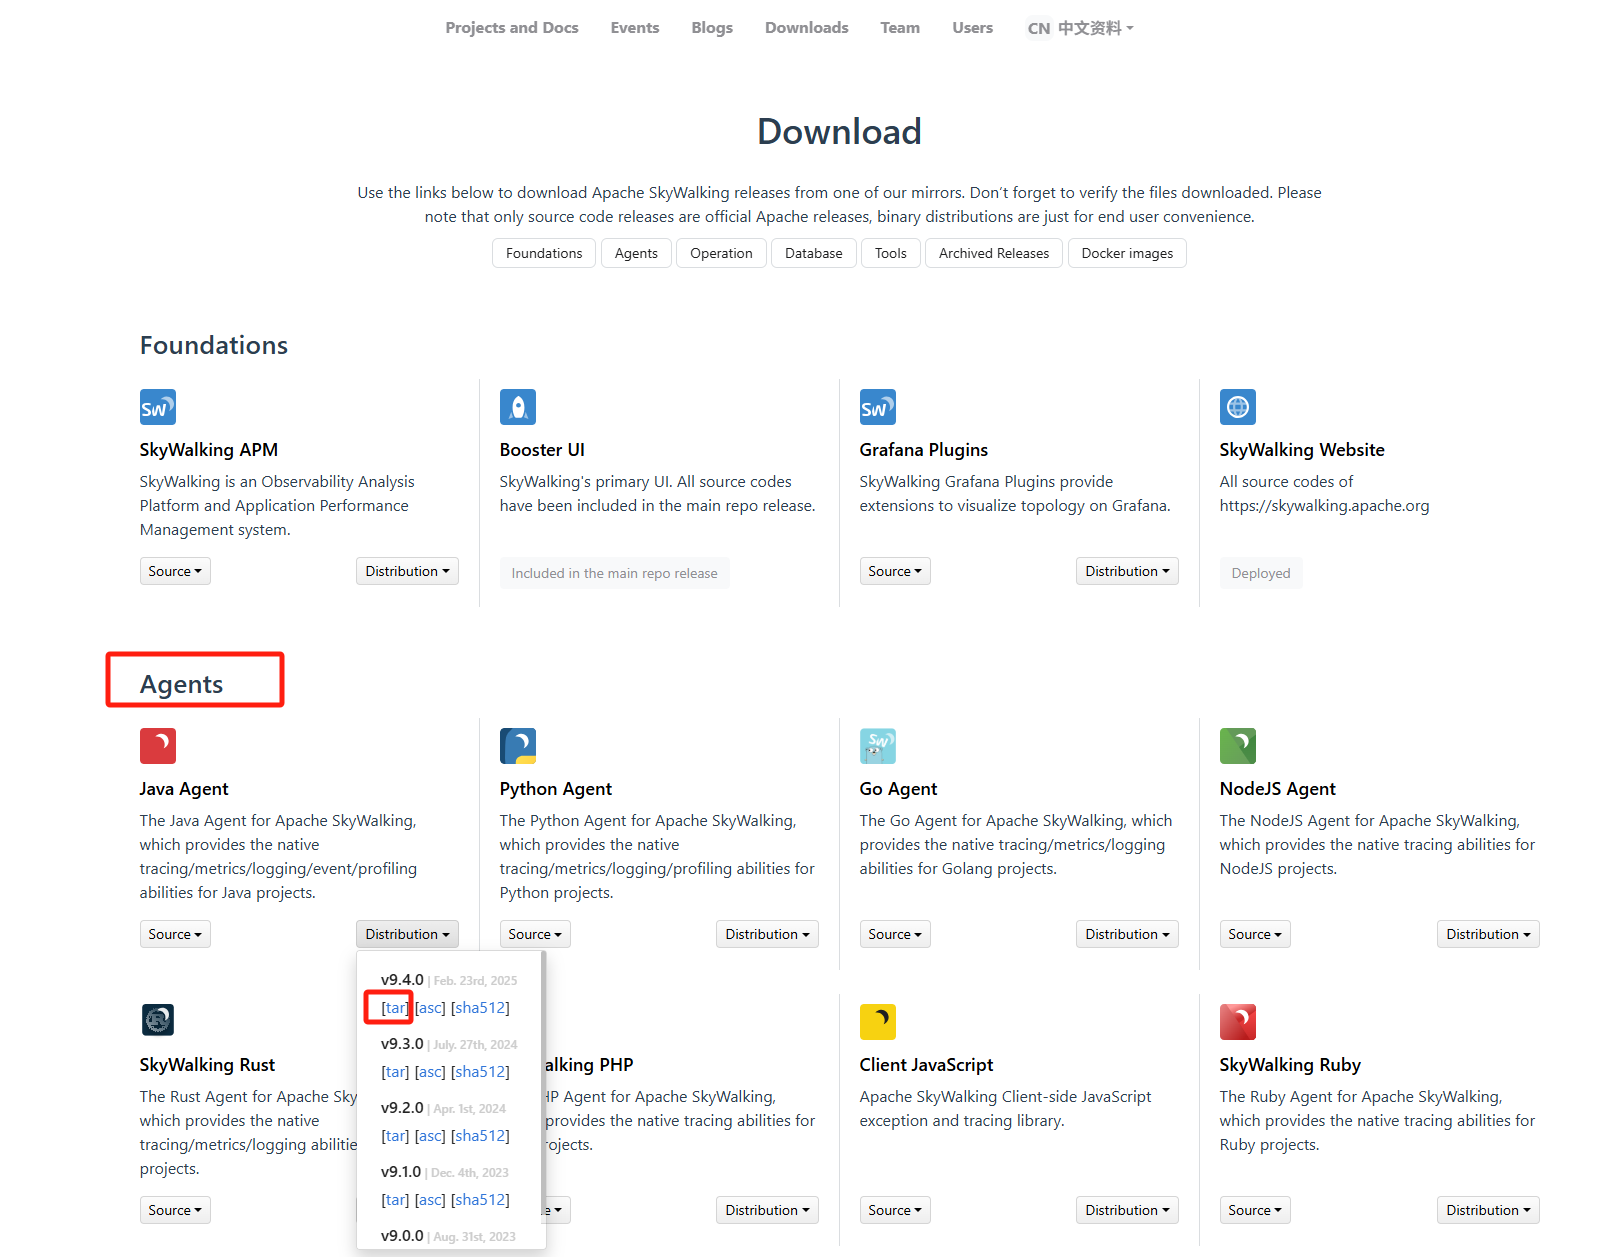 Projects and Docs Events Blogs Downloads Team Users CN 中文资料
Download
Use the links below to download Apache SkyWalking releases from one of our mirrors. Don’t forget to verify the files downloaded. Please
note that only source code releases are official Apache releases, binary distributions are just for end user convenience.
Foundations Agents Operation Database Tools Archived Releases Docker images
Foundations
SkyWalking APM
SkyWalking is an Observability Analysis
Platform and Application Performance
Management system.
Source Distribution
Booster UI
SkyWalking's primary UI. All source codes
have been included in the main repo release.
Included in the main repo release
Grafana Plugins
SkyWalking Grafana Plugins provide
extensions to visualize topology on Grafana.
Source Distribution
SkyWalking Website
All source codes of
https://skywalking.apache.org
Deployed
Agents
Java Agent
The Java Agent for Apache SkyWalking,
which provides the native
tracing/metrics/logging/event/profiling
abilities for Java projects.
Source Distribution
v9.4.0 | Feb. 23rd, 2025
[tar] [asc] [sha512]
v9.3.0 | July. 27th, 2024
[tar] [asc] [sha512]
v9.2.0 | Apr. 1st, 2024
[tar] [asc] [sha512]
v9.1.0 | Dec. 4th, 2023
[tar] [asc] [sha512]
v9.0.0 | Aug. 31st, 2023
Python Agent
The Python Agent for Apache SkyWalking,
which provides the native
tracing/metrics/logging/profiling abilities for
Python projects.
Source Distribution
Go Agent
The Go Agent for Apache SkyWalking, which
provides the native tracing/metrics/logging
abilities for Golang projects.
Source Distribution
NodeJS Agent
The NodeJS Agent for Apache SkyWalking,
which provides the native tracing abilities for
NodeJS projects.
Source Distribution
SkyWalking Rust
The Rust Agent for Apache Sky
which provides the native
tracing/metrics/logging abilitie
projects.
Source
alking PHP
HP Agent for Apache SkyWalking,
provides the native tracing abilities for
ojects.
e Distribution
Client JavaScript
Apache SkyWalking Client-side JavaScript
exception and tracing library.
Source Distribution
SkyWalking Ruby
The Ruby Agent for Apache SkyWalking,
which provides the native tracing abilities for
Ruby projects.
Source Distribution